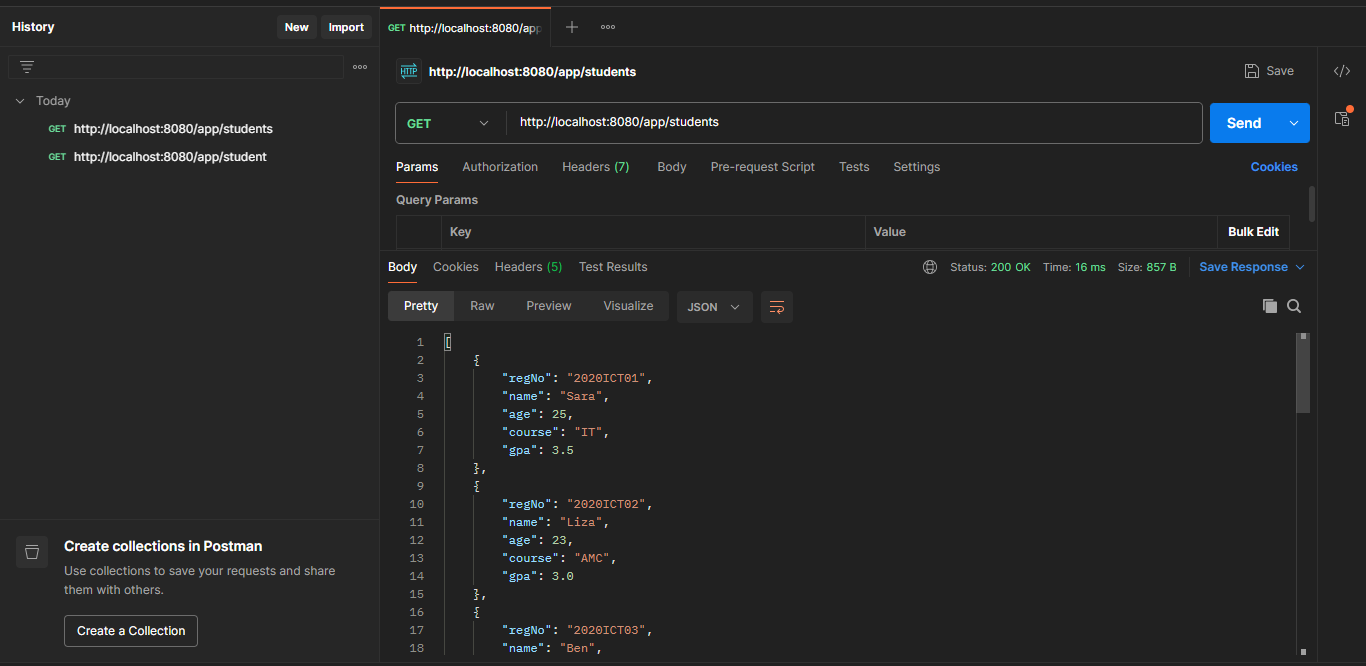 History
New
Import
Today
GET http://localhost:8080/app/students
GET http://localhost:8080/app/student
Create collections in Postman
Use collections to save your requests and share
them with others.
Create a Collection
GET http://localhost:8080/app
HTTP http://localhost:8080/app/students
Save
GET http://localhost:8080/app/students
Send
Params Authorization Headers (7) Body Pre-request Script Tests Settings Cookies
Query Params
Key Value Bulk Edit
Body Cookies Headers (5) Test Results Status: 200 OK Time: 16 ms Size: 857 B Save Response
Pretty Raw Preview Visualize JSON
1 [
2 {
3 "regNo": "2020ICT01",
4 "name": "Sara",
5 "age": 25,
6 "course": "IT",
7 "gpa": 3.5
8 },
9 {
10 "regNo": "2020ICT02",
11 "name": "Liza",
12 "age": 23,
13 "course": "AMC",
14 "gpa": 3.0
15 },
16 {
17 "regNo": "2020ICT03",
18 "name": "Ben",